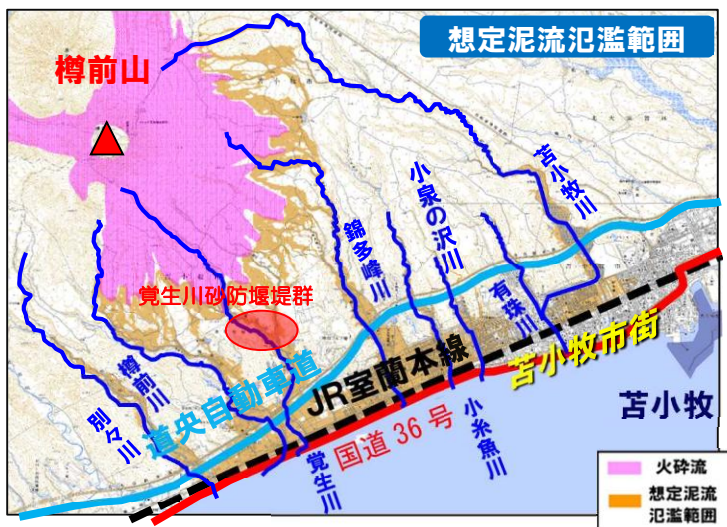 想定泥流氾濫範囲
樽前山
苫小牧川
小泉の沢川
錦多峰川
有珠川
覚生川砂防堰堤群
樽前川
別々川
道央自動車道
JR室蘭本線
苫小牧市街
苫小牧
国道36号
小糸魚川
覚生川
火砕流
想定泥流
氾濫範囲